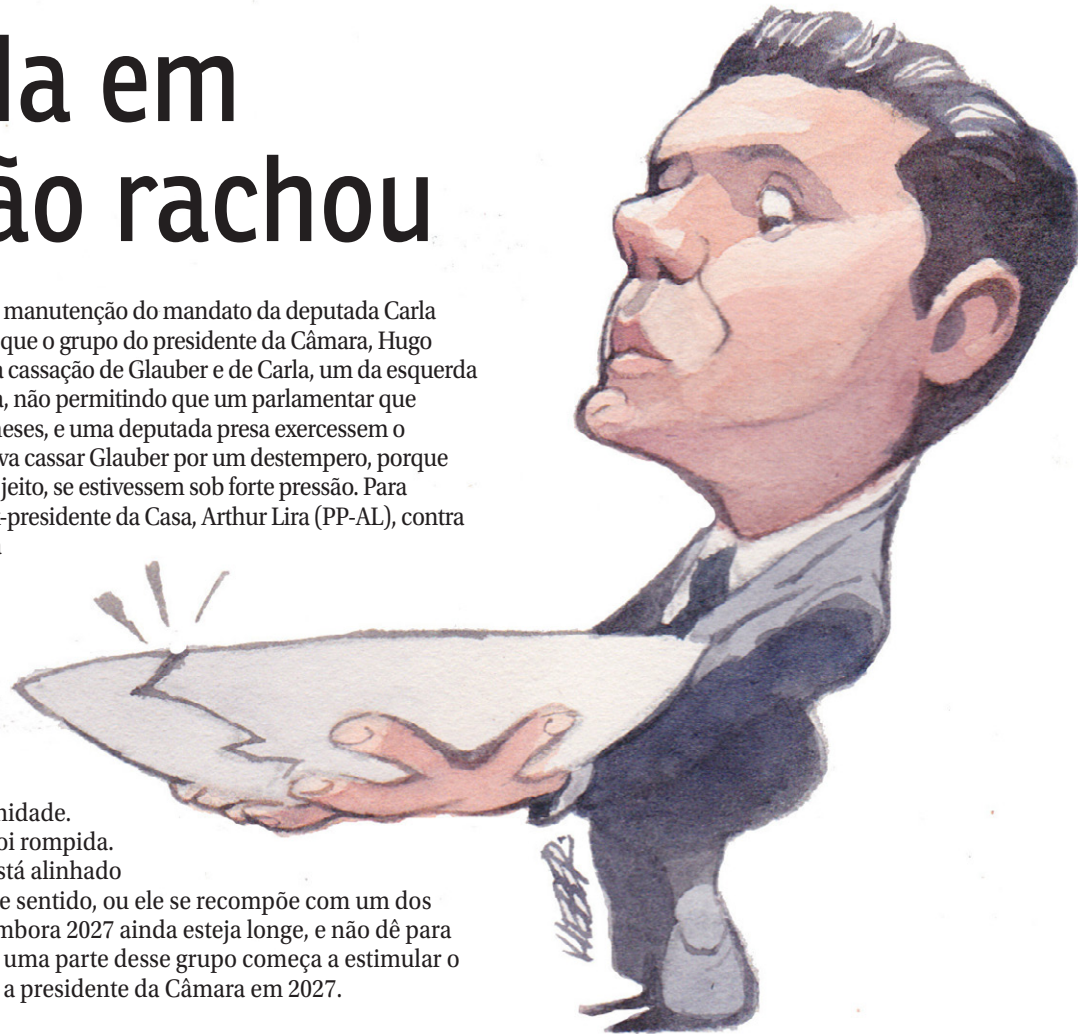 la em
ão rachou
manutenção do mandato da deputada Carla
que o grupo do presidente da Câmara, Hugo
cassação de Glauber e de Carla, um da esquerda
, não permitindo que um parlamentar que
eses, e uma deputada presa exercessem o
va cassar Glauber por um destempero, porque
jeito, se estivessem sob forte pressão. Para
-presidente da Casa, Arthur Lira (PP-AL), contra
nidade.
oi rompida.
stá alinhado
e sentido, ou ele se recompõe com um dos
mbora 2027 ainda esteja longe, e não dê para
uma parte desse grupo começa a estimular o
a presidente da Câmara em 2027.
KLEBER